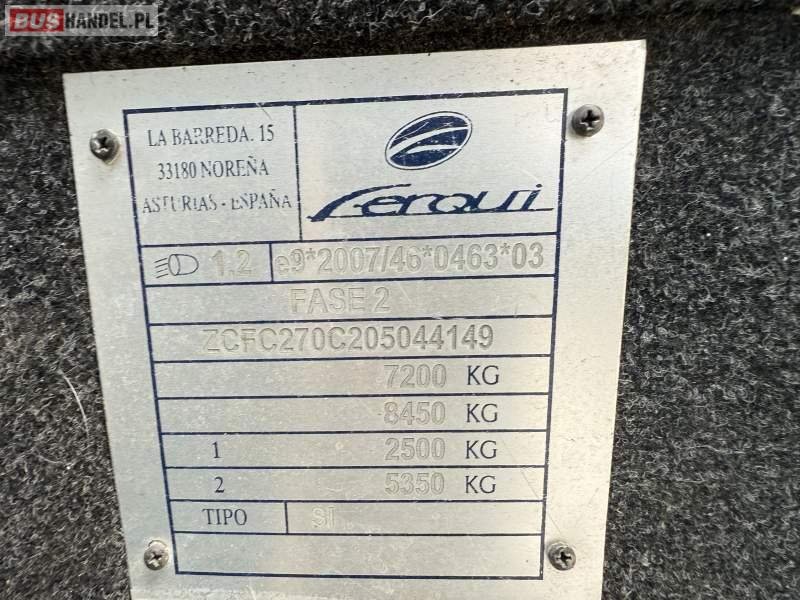 BUSHANDEL.PL
LA BARREDA. 15
33180 NOREÑA
ASTURIAS - ESPAÑA
Ferqui
1.2 e9*2007/46*0463*03
FASE 2
ZCFC270C205044149
7200 KG
8450 KG
1 2500 KG
2 5350 KG
TIPO SI